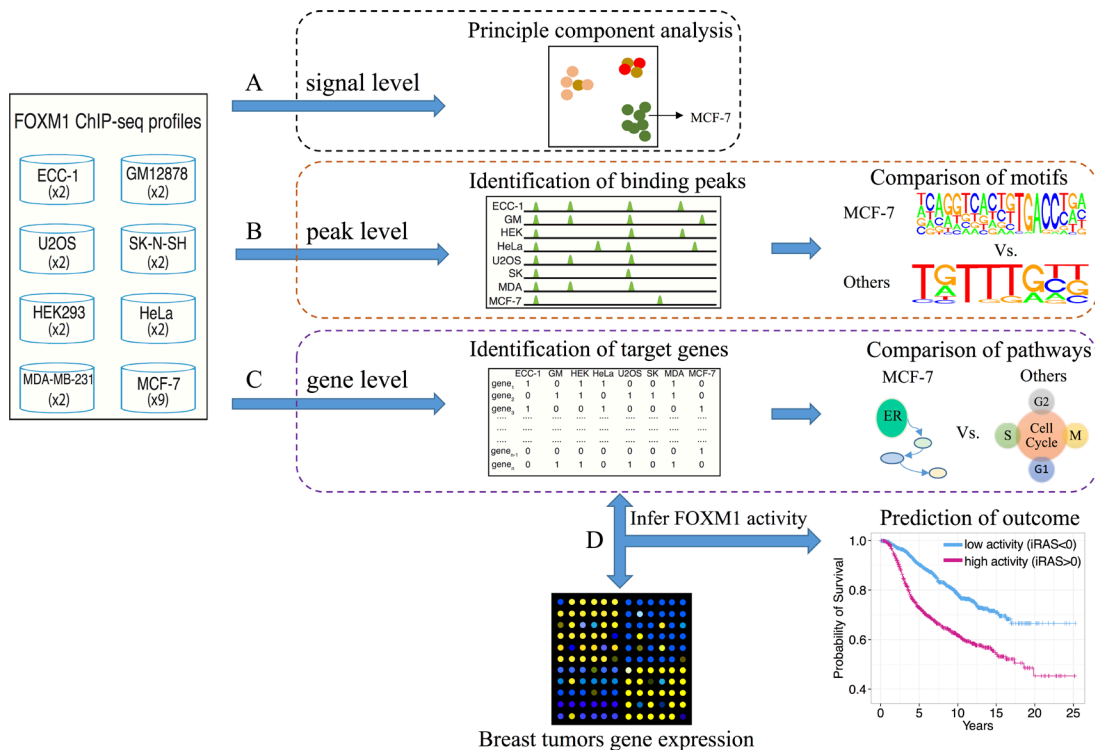 FOXM1 ChIP-seq profiles
ECC-1
(x2)
GM12878
(x2)
U2OS
(x2)
SK-N-SH
(x2)
HEK293
(x2)
HeLa
(x2)
MDA-MB-231
(x2)
MCF-7
(x9)
A
signal level
Principle component analysis
MCF-7
B
peak level
Identification of binding peaks
ECC-1
GM
HEK
HeLa
U2OS
SK
MDA
MCF-7
Comparison of motifs
MCF-7
Vs.
Others
TGTTTGCT
C
gene level
Identification of target genes
ECC-1 GM HEK HeLa U2OS SK MDA MCF-7
gene1 1 0 1 1 0 0 1 0
gene2 0 1 1 0 1 1 1 0
gene3 1 0 0 1 0 0 0 1
.... .... .... .... .... .... .... .... ....
.... .... .... .... .... .... .... .... ....
.... .... .... .... .... .... .... .... ....
genen-1 0 0 0 0 0 0 0 1
genen 0 1 1 0 1 0 1 0
Comparison of pathways
MCF-7
Others
ER
Vs.
G2
S
Cell
Cycle
M
G1
D
Infer FOXM1 activity
Breast tumors gene expression
Prediction of outcome
low activity (iRAS<0)
high activity (iRAS>0)
Probability of Survival
1.0
0.8
0.6
0.4
0 5 10 15 20 25
Years